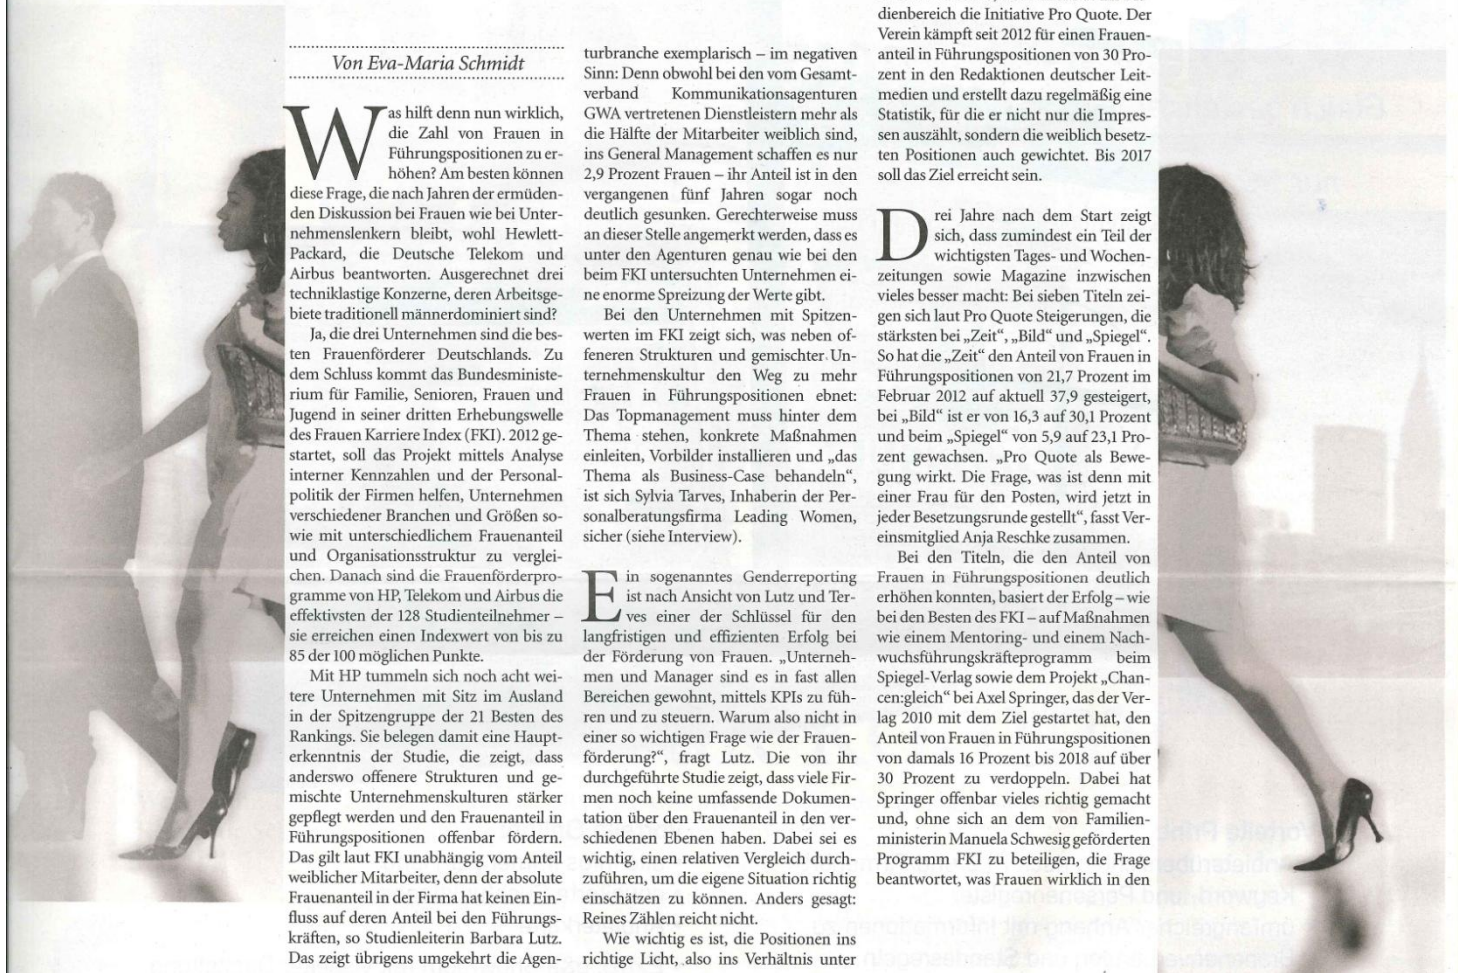 Von Eva-Maria Schmidt
Was hilft denn nun wirklich,
die Zahl von Frauen in
Führungspositionen zu er-
höhen? Am besten können
diese Frage, die nach Jahren der ermüden-
den Diskussion bei Frauen wie bei Unter-
nehmenslenkern bleibt, wohl Hewlett-
Packard, die Deutsche Telekom und
Airbus beantworten. Ausgerechnet drei
techniklastige Konzerne, deren Arbeitsge-
biete traditionell männerdominiert sind?
Ja, die drei Unternehmen sind die bes-
ten Frauenförderer Deutschlands. Zu
dem Schluss kommt das Bundesministe-
rium für Familie, Senioren, Frauen und
Jugend in seiner dritten Erhebungswelle
des Frauen Karriere Index (FKI). 2012 ge-
startet, soll das Projekt mittels Analyse
interner Kennzahlen und der Personal-
politik der Firmen helfen, Unternehmen
verschiedener Branchen und Größen so-
wie mit unterschiedlichem Frauenanteil
und Organisationsstruktur zu verglei-
chen. Danach sind die Frauenförderpro-
gramme von HP, Telekom und Airbus die
effektivsten der 128 Studienteilnehmer –
sie erreichen einen Indexwert von bis zu
85 der 100 möglichen Punkte.
Mit HP tummeln sich noch acht wei-
tere Unternehmen mit Sitz im Ausland
in der Spitzengruppe der 21 Besten des
Rankings. Sie belegen damit eine Haupt-
erkenntnis der Studie, die zeigt, dass
anderswo offenere Strukturen und ge-
mischte Unternehmenskulturen stärker
gepflegt werden und den Frauenanteil in
Führungspositionen offenbar fördern.
Das gilt laut FKI unabhängig vom Anteil
weiblicher Mitarbeiter, denn der absolute
Frauenanteil in der Firma hat keinen Ein-
fluss auf deren Anteil bei den Führungs-
kräften, so Studienleiterin Barbara Lutz.
Das zeigt übrigens umgekehrt die Agen-
turbranche exemplarisch – im negativen
Sinn: Denn obwohl bei den vom Gesamt-
verband Kommunikationsagenturen
GWA vertretenen Dienstleistern mehr als
die Hälfte der Mitarbeiter weiblich sind,
ins General Management schaffen es nur
2,9 Prozent Frauen – ihr Anteil ist in den
vergangenen fünf Jahren sogar noch
deutlich gesunken. Gerechterweise muss
an dieser Stelle angemerkt werden, dass es
unter den Agenturen genau wie bei den
beim FKI untersuchten Unternehmen ei-
ne enorme Spreizung der Werte gibt.
Bei den Unternehmen mit Spitzen-
werten im FKI zeigt sich, was neben of-
feneren Strukturen und gemischter Un-
ternehmenskultur den Weg zu mehr
Frauen in Führungspositionen ebnet:
Das Topmanagement muss hinter dem
Thema stehen, konkrete Maßnahmen
einleiten, Vorbilder installieren und „das
Thema als Business-Case behandeln“,
ist sich Sylvia Tarves, Inhaberin der Per-
sonalberatungsfirma Leading Women,
sicher (siehe Interview).
Ein sogenanntes Genderreporting
ist nach Ansicht von Lutz und Ter-
ves einer der Schlüssel für den
langfristigen und effizienten Erfolg bei
der Förderung von Frauen. „Unterneh-
men und Manager sind es in fast allen
Bereichen gewohnt, mittels KPIs zu füh-
ren und zu steuern. Warum also nicht in
einer so wichtigen Frage wie der Frauen-
förderung?“, fragt Lutz. Die von ihr
durchgeführte Studie zeigt, dass viele Fir-
men noch keine umfassende Dokumen-
tation über den Frauenanteil in den ver-
schiedenen Ebenen haben. Dabei sei es
wichtig, einen relativen Vergleich durch-
zuführen, um die eigene Situation richtig
einschätzen zu können. Anders gesagt:
Reines Zählen reicht nicht.
Wie wichtig es ist, die Positionen ins
richtige Licht, also ins Verhältnis unter
dienbereich die Initiative Pro Quote. Der
Verein kämpft seit 2012 für einen Frauen-
anteil in Führungspositionen von 30 Pro-
zent in den Redaktionen deutscher Leit-
medien und erstellt dazu regelmäßig eine
Statistik, für die er nicht nur die Impres-
sen auszählt, sondern die weiblich besetz-
ten Positionen auch gewichtet. Bis 2017
soll das Ziel erreicht sein.
Drei Jahre nach dem Start zeigt
sich, dass zumindest ein Teil der
wichtigsten Tages- und Wochen-
zeitungen sowie Magazine inzwischen
vieles besser macht: Bei sieben Titeln zei-
gen sich laut Pro Quote Steigerungen, die
stärksten bei „Zeit“, „Bild“ und „Spiegel“.
So hat die „Zeit“ den Anteil von Frauen in
Führungspositionen von 21,7 Prozent im
Februar 2012 auf aktuell 37,9 gesteigert,
bei „Bild“ ist er von 16,3 auf 30,1 Prozent
und beim „Spiegel“ von 5,9 auf 23,1 Pro-
zent gewachsen. „Pro Quote als Bewe-
gung wirkt. Die Frage, was ist denn mit
einer Frau für den Posten, wird jetzt in
jeder Besetzungsrunde gestellt“, fasst Ver-
einsmitglied Anja Reschke zusammen.
Bei den Titeln, die den Anteil von
Frauen in Führungspositionen deutlich
erhöhen konnten, basiert der Erfolg – wie
bei den Besten des FKI – auf Maßnahmen
wie einem Mentoring- und einem Nach-
wuchsführungskräfteprogramm beim
Spiegel-Verlag sowie dem Projekt „Chan-
cen:gleich“ bei Axel Springer, das der Ver-
lag 2010 mit dem Ziel gestartet hat, den
Anteil von Frauen in Führungspositionen
von damals 16 Prozent bis 2018 auf über
30 Prozent zu verdoppeln. Dabei hat
Springer offenbar vieles richtig gemacht
und, ohne sich an dem von Familien-
ministerin Manuela Schwesig geförderten
Programm FKI zu beteiligen, die Frage
beantwortet, was Frauen wirklich in den